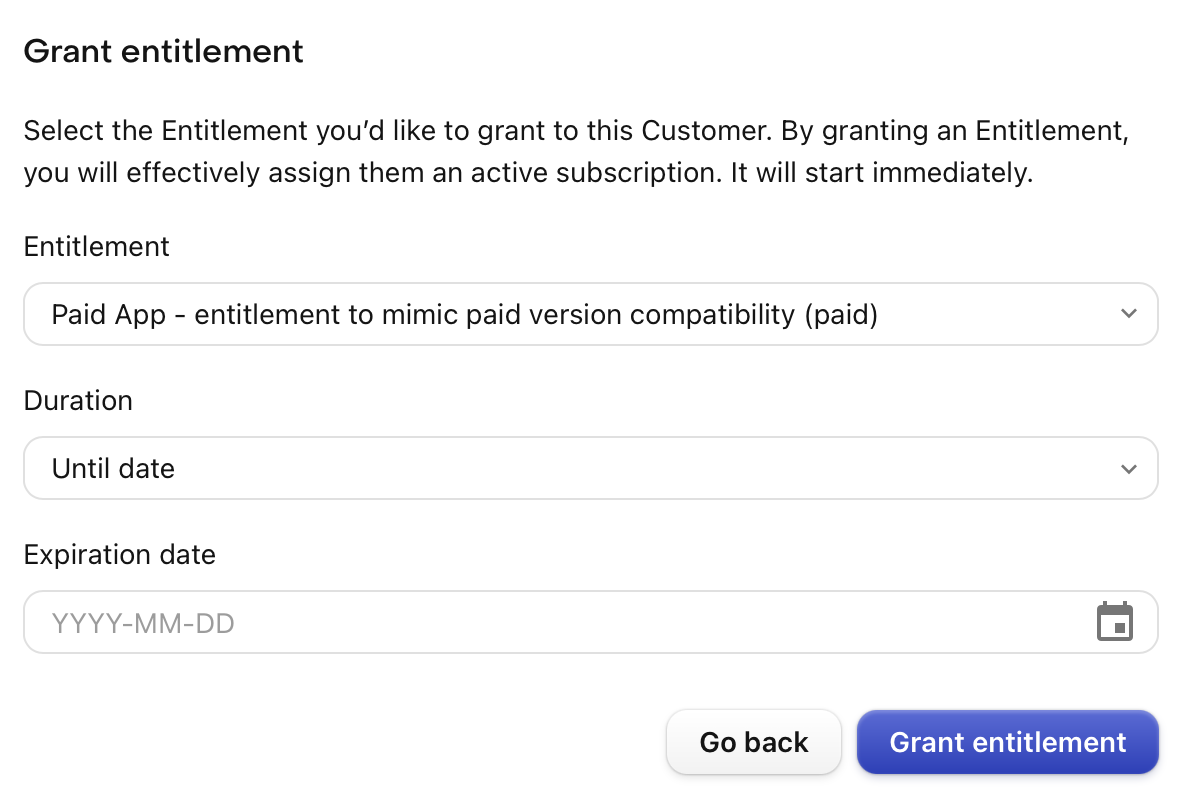 Grant entitlement
Select the Entitlement you’d like to grant to this Customer. By granting an Entitlement,
you will effectively assign them an active subscription. It will start immediately.
Entitlement
Paid App - entitlement to mimic paid version compatibility (paid)
Duration
Until date
Expiration date
YYYY-MM-DD
Go back
Grant entitlement